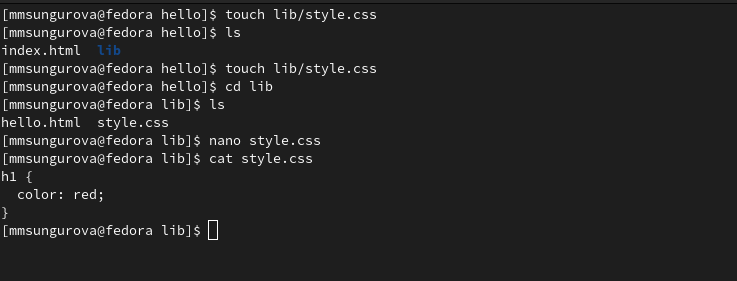 [mmsungurova@fedora hello]$ touch lib/style.css
[mmsungurova@fedora hello]$ ls
index.html  lib
[mmsungurova@fedora hello]$ touch lib/style.css
[mmsungurova@fedora hello]$ cd lib
[mmsungurova@fedora lib]$ ls
hello.html  style.css
[mmsungurova@fedora lib]$ nano style.css
[mmsungurova@fedora lib]$ cat style.css
h1 {
  color: red;
}
[mmsungurova@fedora lib]$